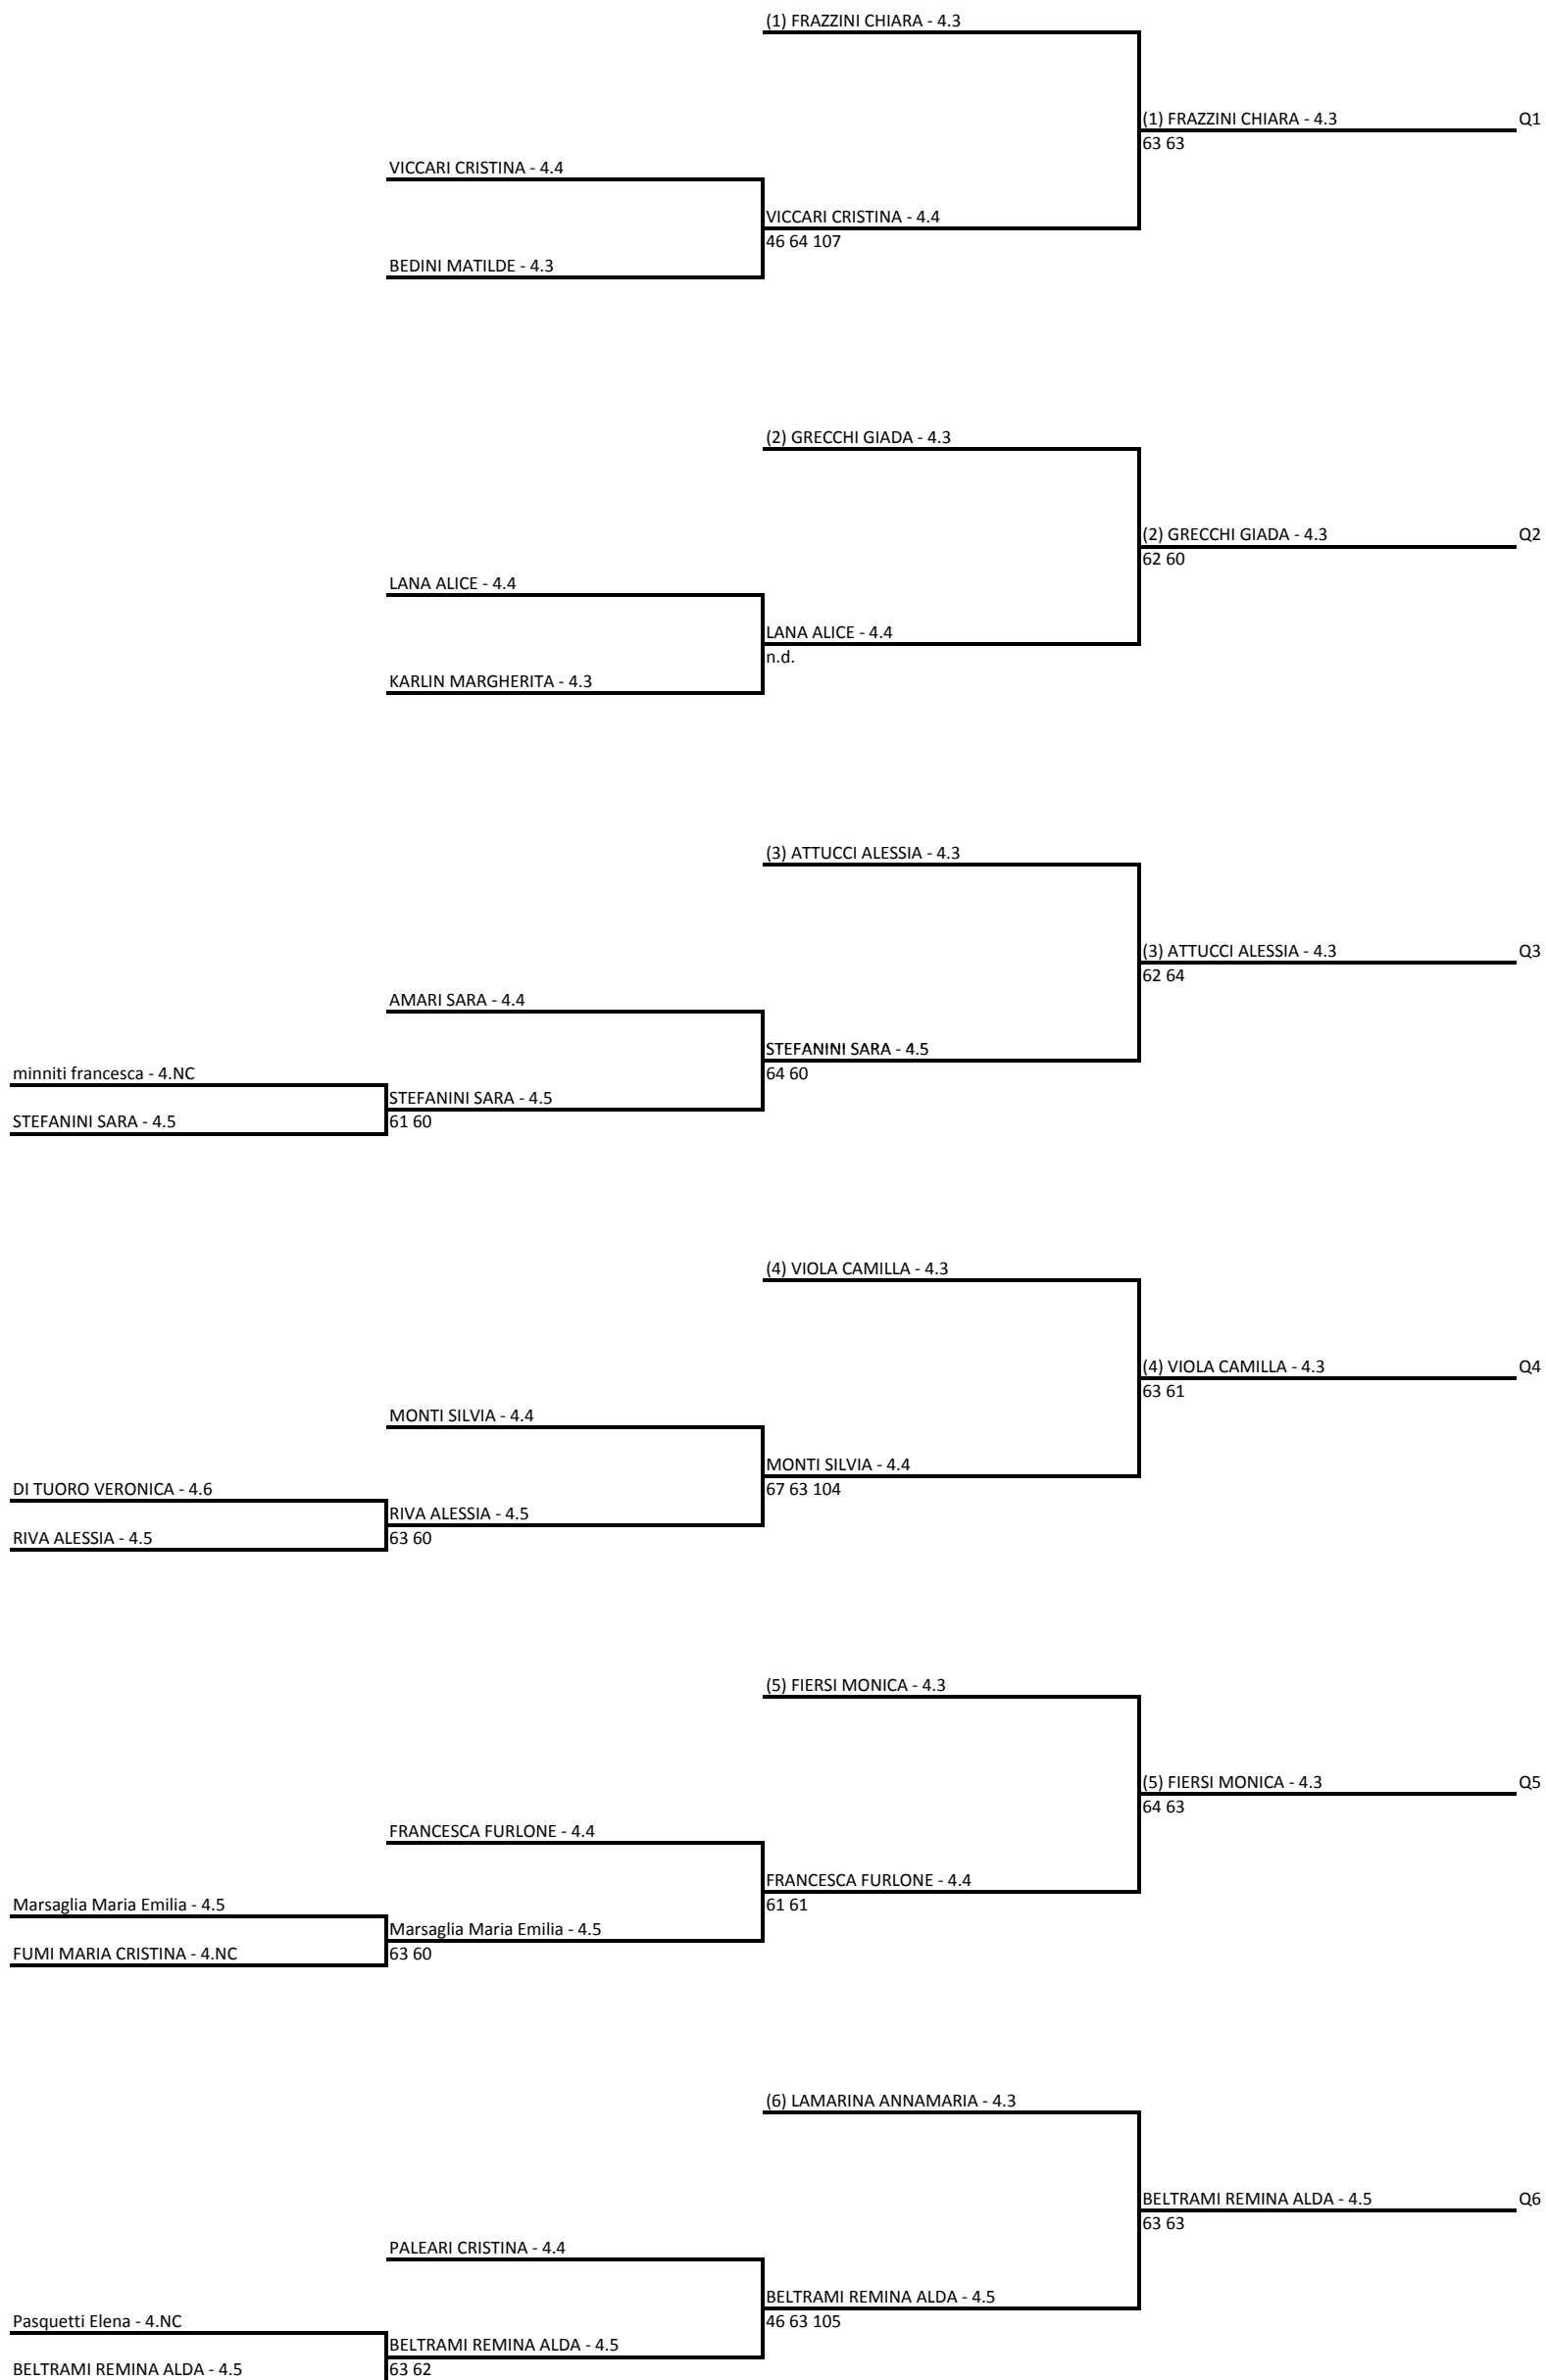 (1) FRAZZINI CHIARA - 4.3
(1) FRAZZINI CHIARA - 4.3
Q1
63 63
VICCARI CRISTINA - 4.4
VICCARI CRISTINA - 4.4
46 64 107
BEDINI MATILDE - 4.3
(2) GRECCHI GIADA - 4.3
(2) GRECCHI GIADA - 4.3
Q2
62 60
LANA ALICE - 4.4
LANA ALICE - 4.4
n.d.
KARLIN MARGHERITA - 4.3
(3) ATTUCCI ALESSIA - 4.3
(3) ATTUCCI ALESSIA - 4.3
Q3
62 64
AMARI SARA - 4.4
STEFANINI SARA - 4.5
64 60
minniti francesca - 4.NC
STEFANINI SARA - 4.5
61 60
STEFANINI SARA - 4.5
(4) VIOLA CAMILLA - 4.3
(4) VIOLA CAMILLA - 4.3
Q4
63 61
MONTI SILVIA - 4.4
MONTI SILVIA - 4.4
67 63 104
DI TUORO VERONICA - 4.6
RIVA ALESSIA - 4.5
63 60
RIVA ALESSIA - 4.5
(5) FIERSI MONICA - 4.3
(5) FIERSI MONICA - 4.3
Q5
64 63
FRANCESCA FURLONE - 4.4
FRANCESCA FURLONE - 4.4
61 61
Marsaglia Maria Emilia - 4.5
Marsaglia Maria Emilia - 4.5
63 60
FUMI MARIA CRISTINA - 4.NC
(6) LAMARINA ANNAMARIA - 4.3
BELTRAMI REMINA ALDA - 4.5
Q6
63 63
PALEARI CRISTINA - 4.4
BELTRAMI REMINA ALDA - 4.5
46 63 105
Pasquetti Elena - 4.NC
BELTRAMI REMINA ALDA - 4.5
63 62
BELTRAMI REMINA ALDA - 4.5